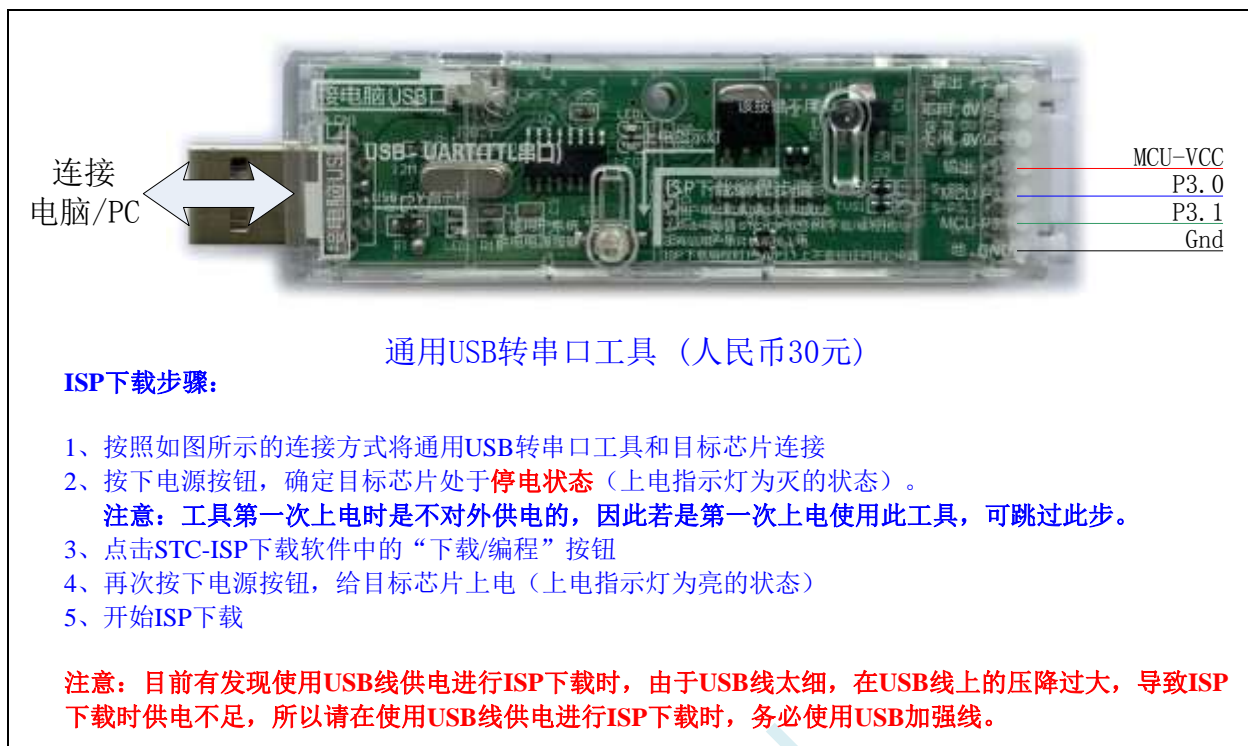 接电脑USB口
USB-UART(TTL串口)
该按键不用
连接
电脑/PC
MCU-VCC
P3.0
P3.1
Gnd
通用USB转串口工具 (人民币30元)
ISP下载步骤：
1、按照如图所示的连接方式将通用USB转串口工具和目标芯片连接
2、按下电源按钮，确定目标芯片处于停电状态（上电指示灯为灭的状态）。
注意：工具第一次上电时是不对外供电的，因此若是第一次上电使用此工具，可跳过此步。
3、点击STC-ISP下载软件中的“下载/编程”按钮
4、再次按下电源按钮，给目标芯片上电（上电指示灯为亮的状态）
5、开始ISP下载
注意：目前有发现使用USB线供电进行ISP下载时，由于USB线太细，在USB线上的压降过大，导致ISP
下载时供电不足，所以请在使用USB线供电进行ISP下载时，务必使用USB加强线。